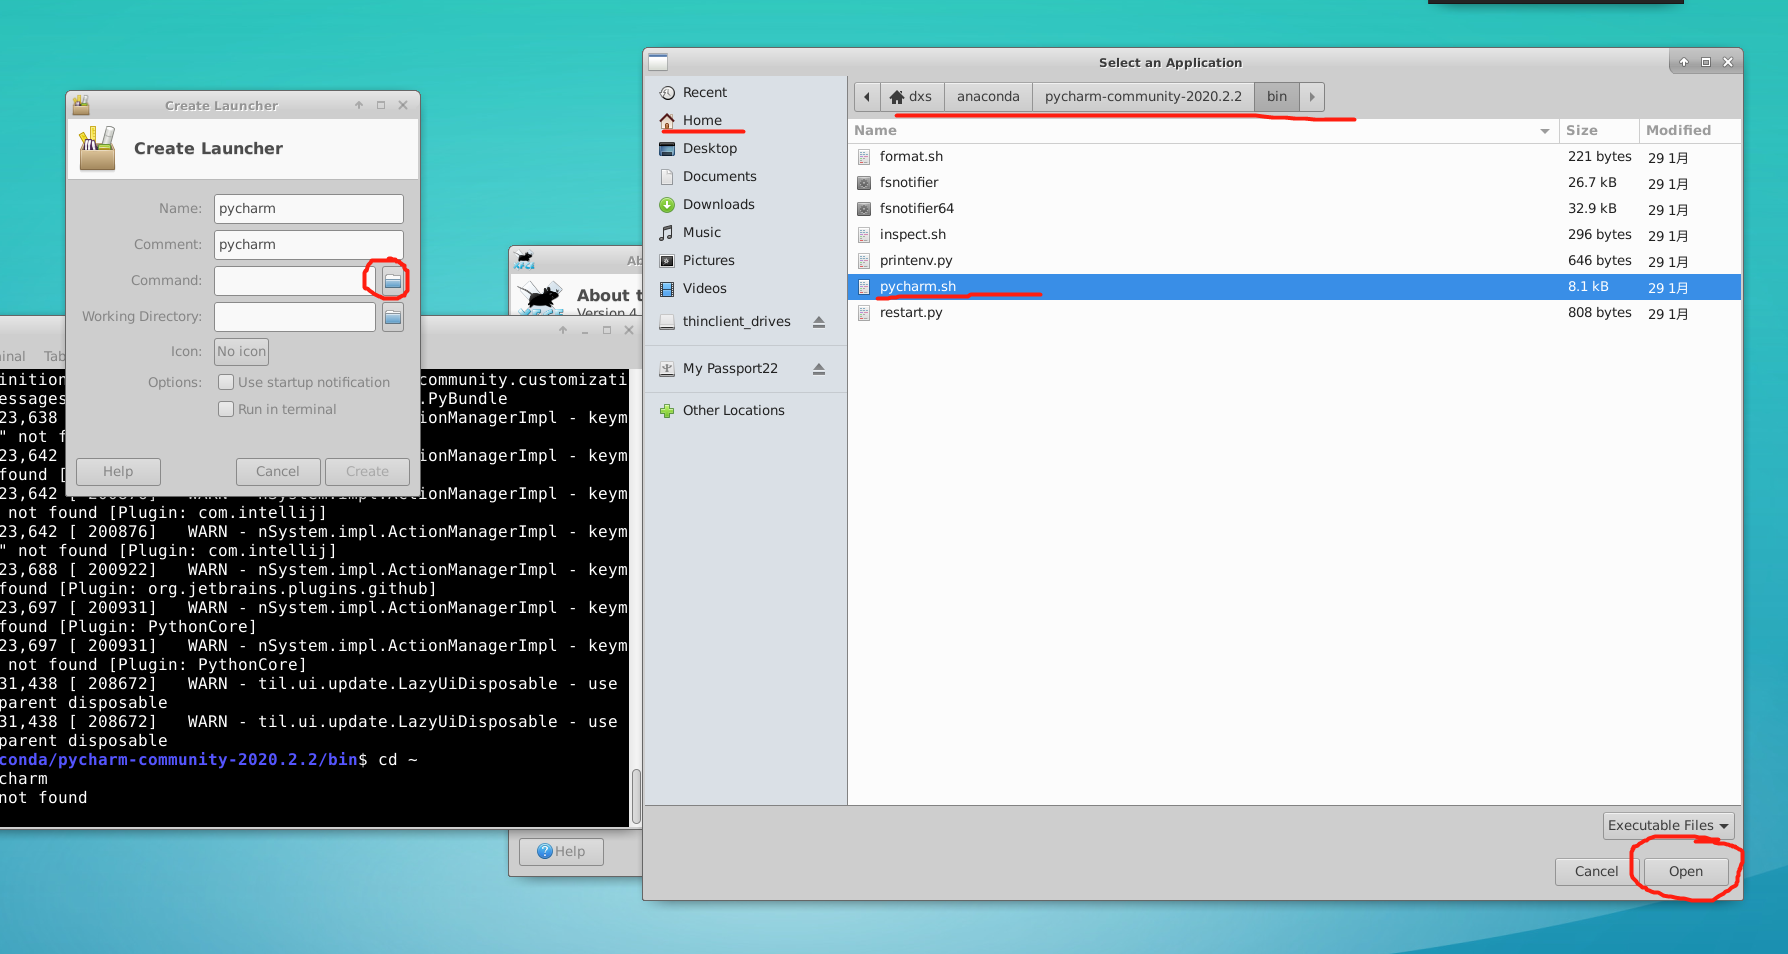 Create Launcher
Create Launcher
Name: pycharm
Comment: pycharm
Command:
Working Directory:
Icon: No icon
Options: Use startup notification
Run in terminal
Help Cancel Create
About t
Version 4
inal Tab
inition community.customizati
essages .PyBundle
23,638 ionManagerImpl - keym
" not f
23,642 ionManagerImpl - keym
found [
23,642 ionManagerImpl - keym
not found [Plugin: com.intellij]
23,642 [ 200876] WARN - nSystem.impl.ActionManagerImpl - keym
" not found [Plugin: com.intellij]
23,688 [ 200922] WARN - nSystem.impl.ActionManagerImpl - keym
found [Plugin: org.jetbrains.plugins.github]
23,697 [ 200931] WARN - nSystem.impl.ActionManagerImpl - keym
found [Plugin: PythonCore]
23,697 [ 200931] WARN - nSystem.impl.ActionManagerImpl - keym
not found [Plugin: PythonCore]
31,438 [ 208672] WARN - til.ui.update.LazyUiDisposable - use
parent disposable
31,438 [ 208672] WARN - til.ui.update.LazyUiDisposable - use
parent disposable
conda/pycharm-community-2020.2.2/bin$ cd ~
charm
not found
Help
Select an Application
Recent
Home
Desktop
Documents
Downloads
Music
Pictures
Videos
thinclient_drives
My Passport22
Other Locations
dxs anaconda pycharm-community-2020.2.2 bin
Name Size Modified
format.sh 221 bytes 29 1月
fsnotifier 26.7 kB 29 1月
fsnotifier64 32.9 kB 29 1月
inspect.sh 296 bytes 29 1月
printenv.py 646 bytes 29 1月
pycharm.sh 8.1 kB 29 1月
restart.py 808 bytes 29 1月
Executable Files
Cancel Open